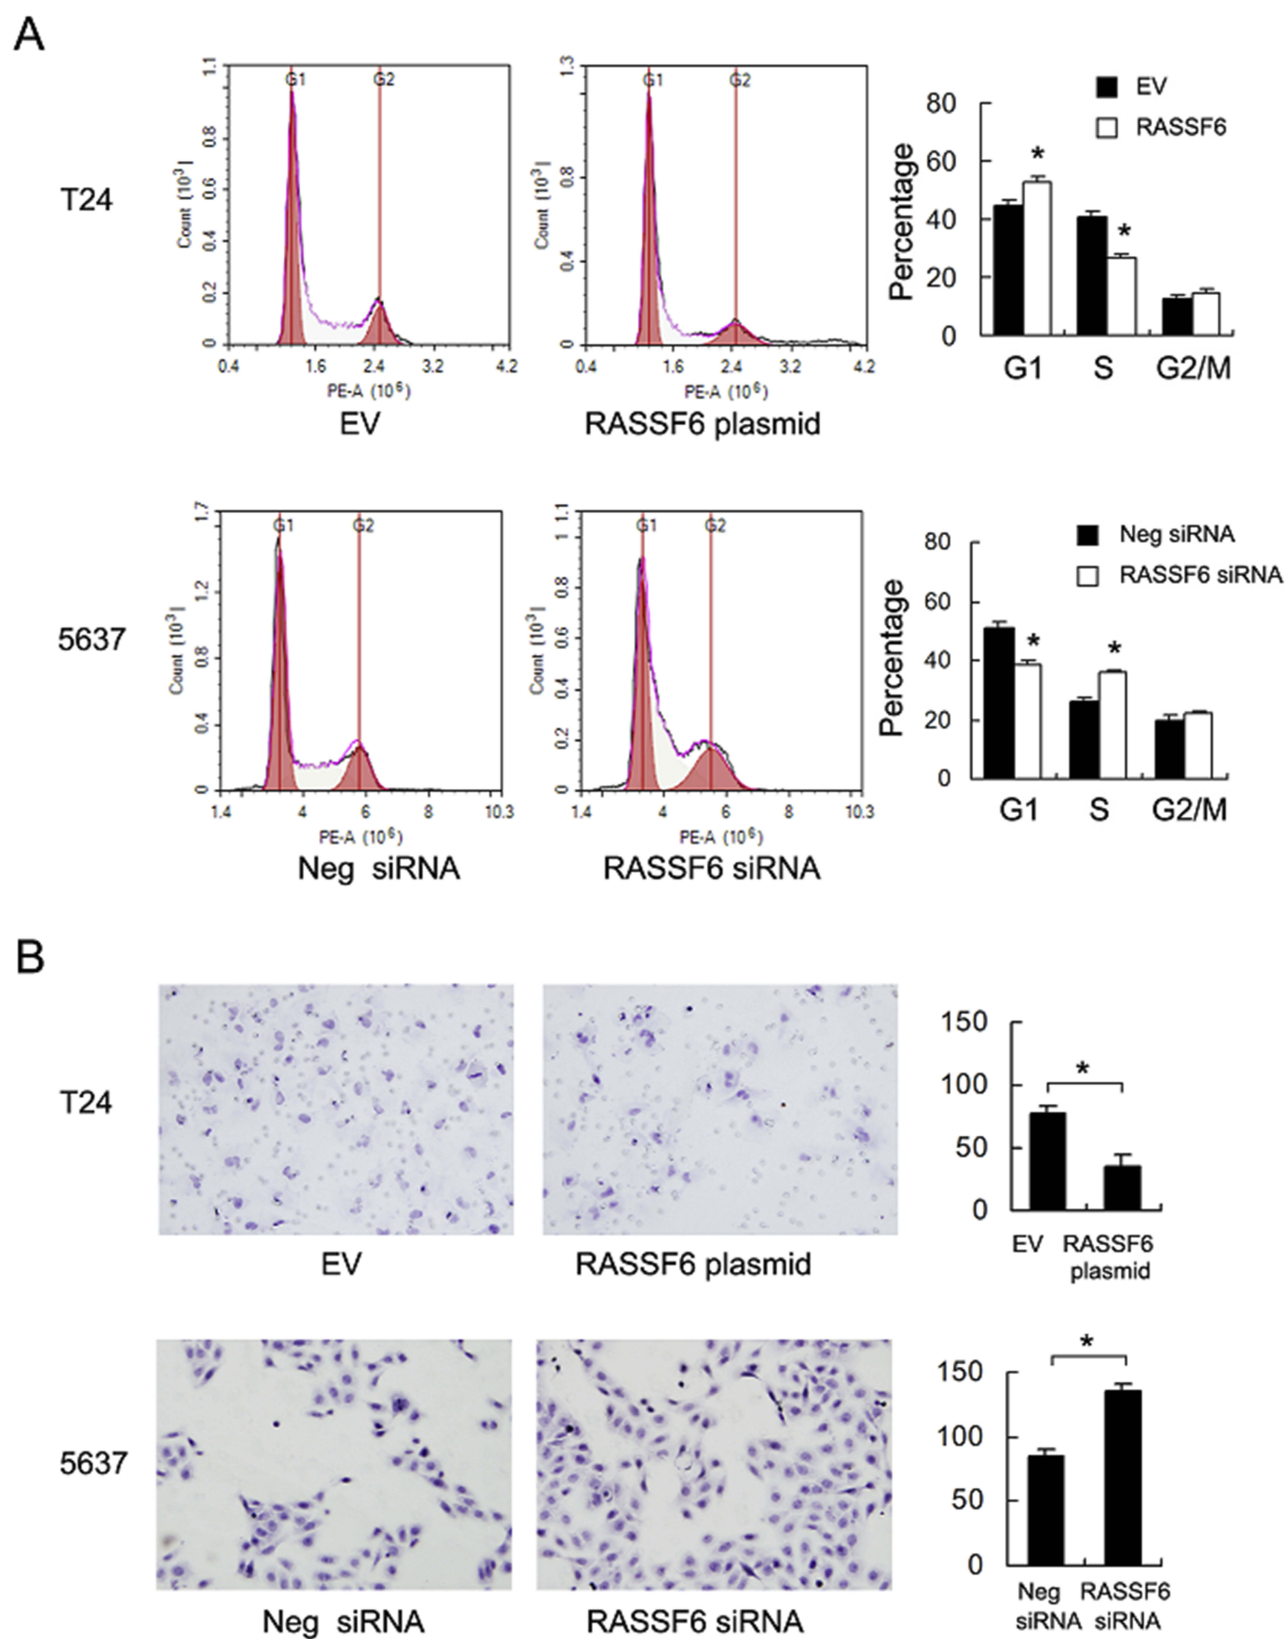 A
T24
1.1
0.8
0.6
0.4
0.2
0
Count (10³)
G1 G2
0.4 1.6 2.4 3.2 4.2
PE-A (10⁶)
EV
1.3
0.8
0.4
0
Count (10³)
G1 G2
0.4 1.6 2.4 3.2 4.2
PE-A (10⁶)
RASSF6 plasmid
EV
RASSF6
Percentage
80
60
40
20
0
*
*
G1 S G2/M
5637
1.7
1.2
0.8
0.4
0
Count (10³)
G1 G2
1.4 4 6 8 10.3
PE-A (10⁶)
Neg siRNA
1.1
1
0.8
0.6
0.4
0.2
0
Count (10³)
G1 G2
1.4 4 6 8 10.3
PE-A (10⁶)
RASSF6 siRNA
Neg siRNA
RASSF6 siRNA
Percentage
80
60
40
20
0
*
*
G1 S G2/M
B
T24
EV
RASSF6 plasmid
150
100
50
0
*
EV RASSF6
plasmid
5637
Neg siRNA
RASSF6 siRNA
150
100
50
0
*
Neg RASSF6
siRNA siRNA